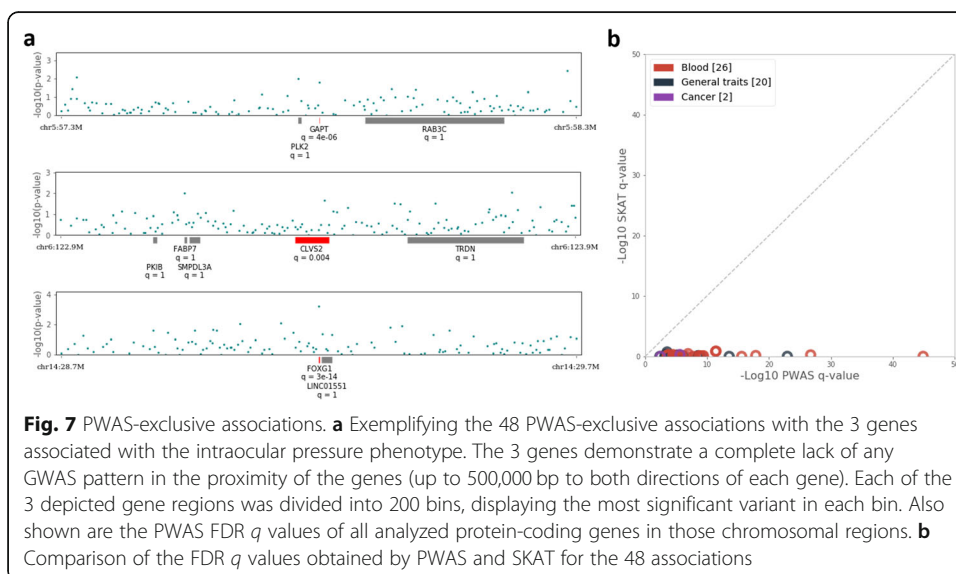 a
-log10(p-value)
3
2
1
0
chr5:57.3M
chr5:58.3M
GAPT
q = 4e-06
RAB3C
q = 1
PLK2
q = 1
-log10(p-value)
3
2
1
0
chr6:122.9M
chr6:123.9M
FABP7
q = 1
CLVS2
q = 0.004
TRDN
q = 1
PKIB
q = 1
SMPDL3A
q = 1
-log10(p-value)
4
2
0
chr14:28.7M
chr14:29.7M
FOXG1
q = 3e-14
LINC01551
q = 1
b
50
40
30
20
10
0
-Log10 SKAT q-value
Blood [26]
General traits [20]
Cancer [2]
0
10
20
30
40
50
-Log10 PWAS q-value
Fig. 7 PWAS-exclusive associations. a Exemplifying the 48 PWAS-exclusive associations with the 3 genes
associated with the intraocular pressure phenotype. The 3 genes demonstrate a complete lack of any
GWAS pattern in the proximity of the genes (up to 500,000 bp to both directions of each gene). Each of the
3 depicted gene regions was divided into 200 bins, displaying the most significant variant in each bin. Also
shown are the PWAS FDR q values of all analyzed protein-coding genes in those chromosomal regions. b
Comparison of the FDR q values obtained by PWAS and SKAT for the 48 associations